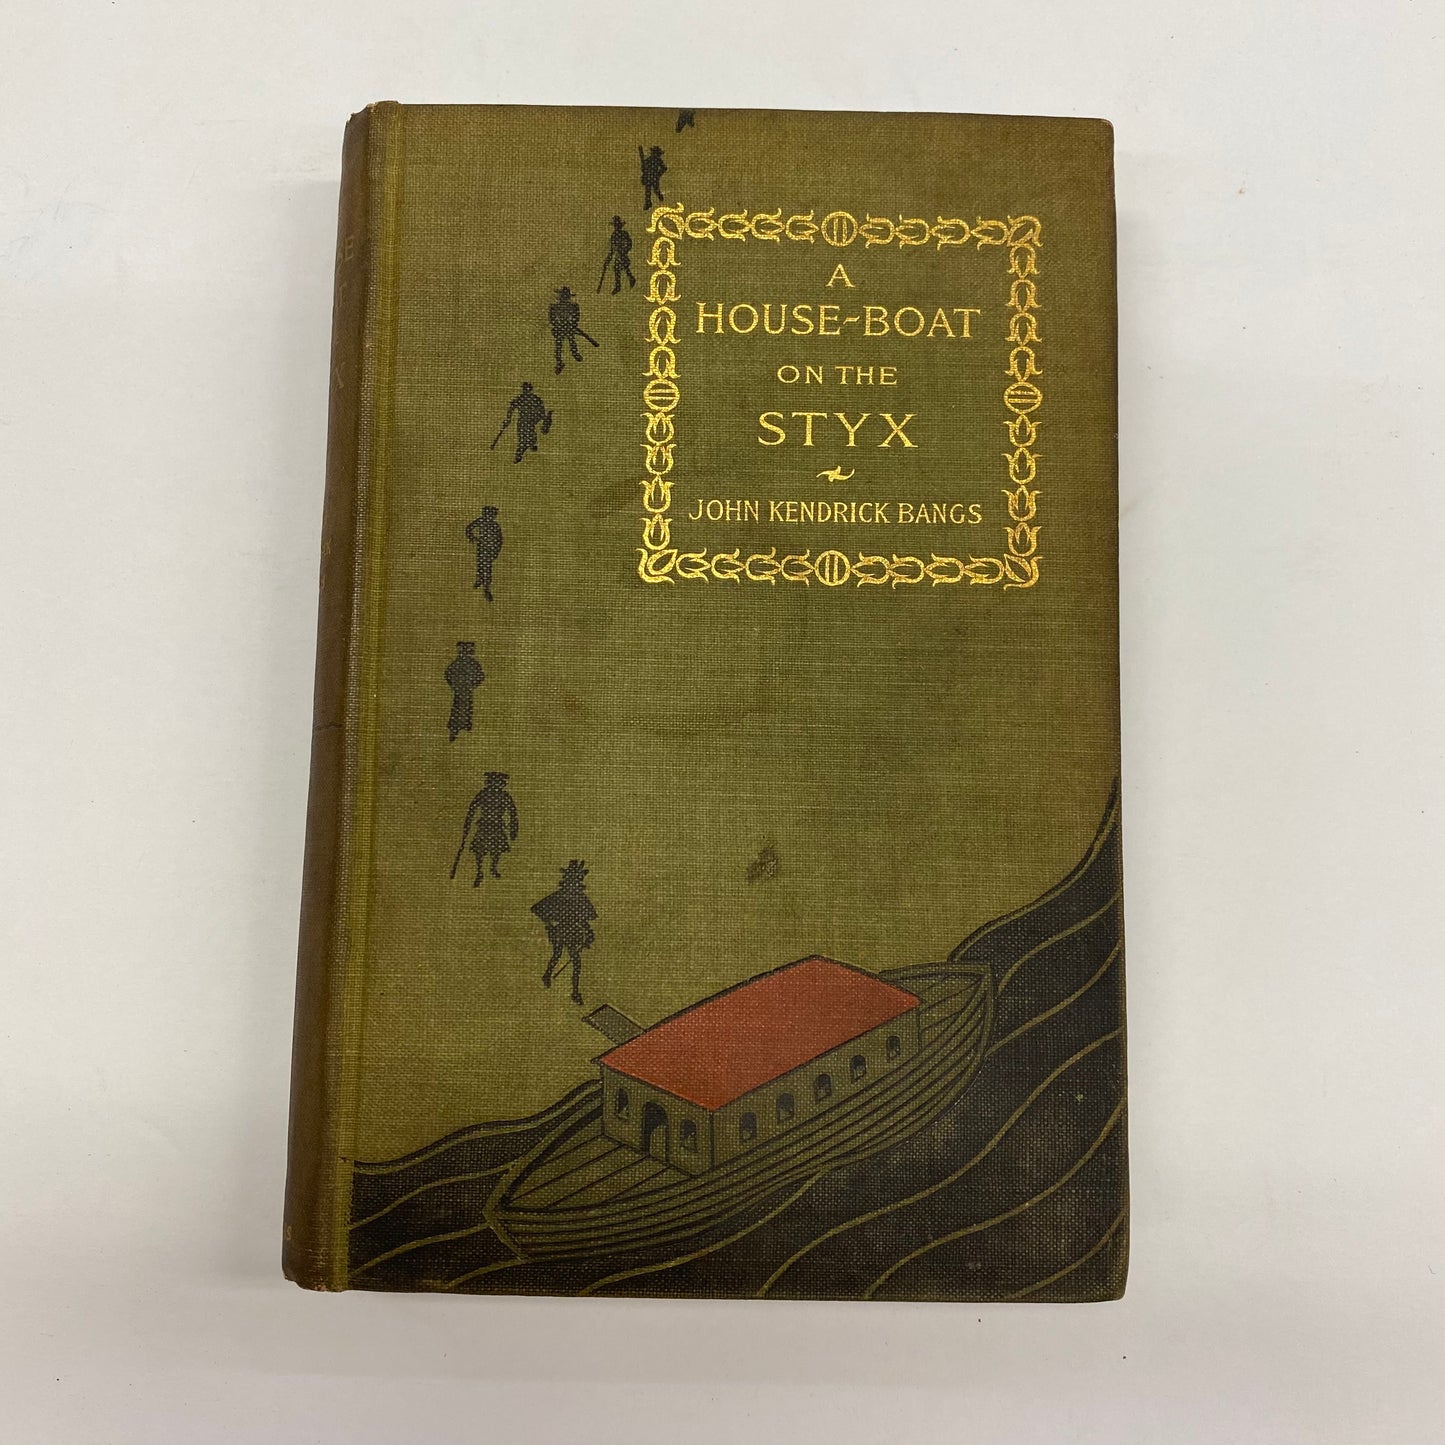 A
HOUSE-BOAT
ON THE
STYX
JOHN KENDRICK BANGS